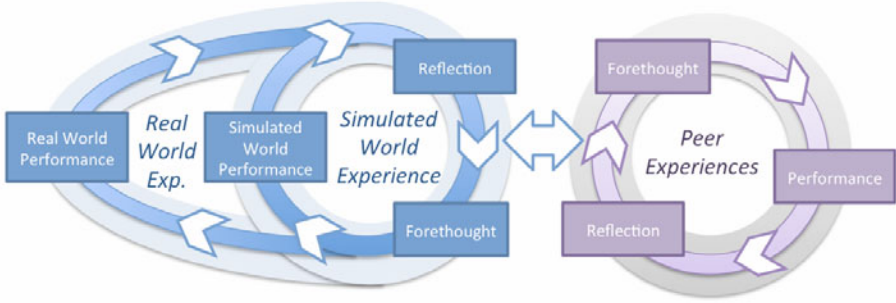 Reflection
Real World
Performance
Real
World
Exp.
Simulated
World
Performance
Simulated
World
Experience
Forethought
Forethought
Peer
Experiences
Performance
Reflection